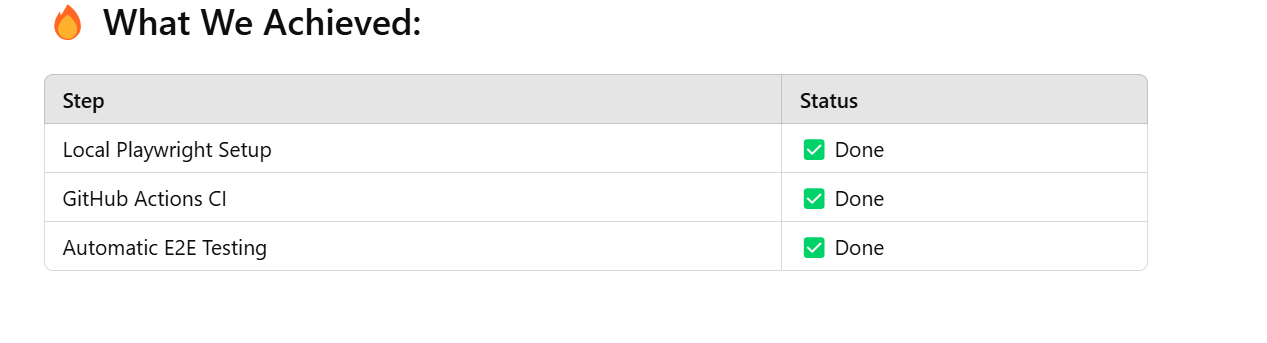 🔥 What We Achieved:
Step Status
Local Playwright Setup ✅ Done
GitHub Actions CI ✅ Done
Automatic E2E Testing ✅ Done